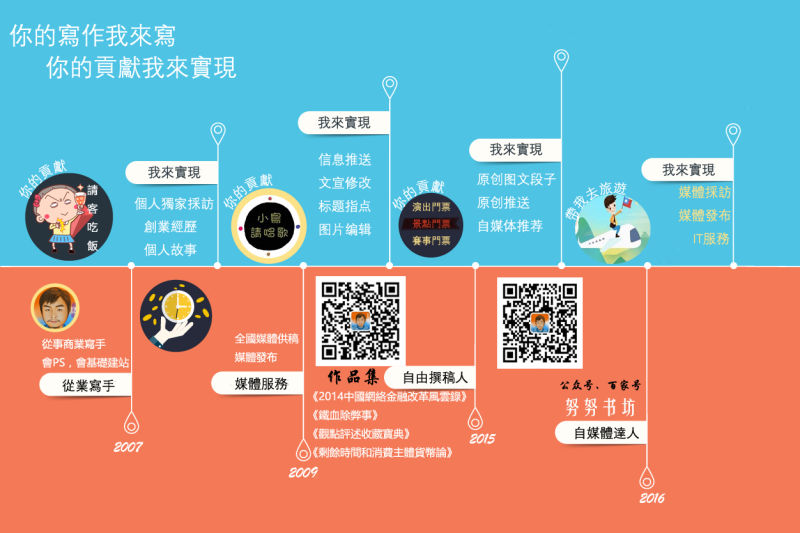 你的寫作我來寫
你的貢獻我來實現
你的貢獻
請客吃飯
我來實現
個人獨家採訪
創業經歷
個人故事
你的貢獻
小窩
請唱歌
我來實現
信息推送
文宣修改
标题指点
图片编辑
你的貢獻
演出門票
景點門票
賽事門票
我來實現
原创图文段子
原创推送
自媒体推荐
帶我去旅遊
我來實現
媒體採訪
媒體發布
IT服務
從事商業寫手
會PS，會基礎建站
從業寫手
2007
全國媒體供稿
媒體發布
媒體服務
2009
作品集
《2014中國網絡金融改革風雲錄》
《鐵血除弊事》
《觀點評述收藏寶典》
《剩餘時間和消費主體貨幣論》
自由撰稿人
2015
公众号、百家号
努努书坊
自媒體達人
2016